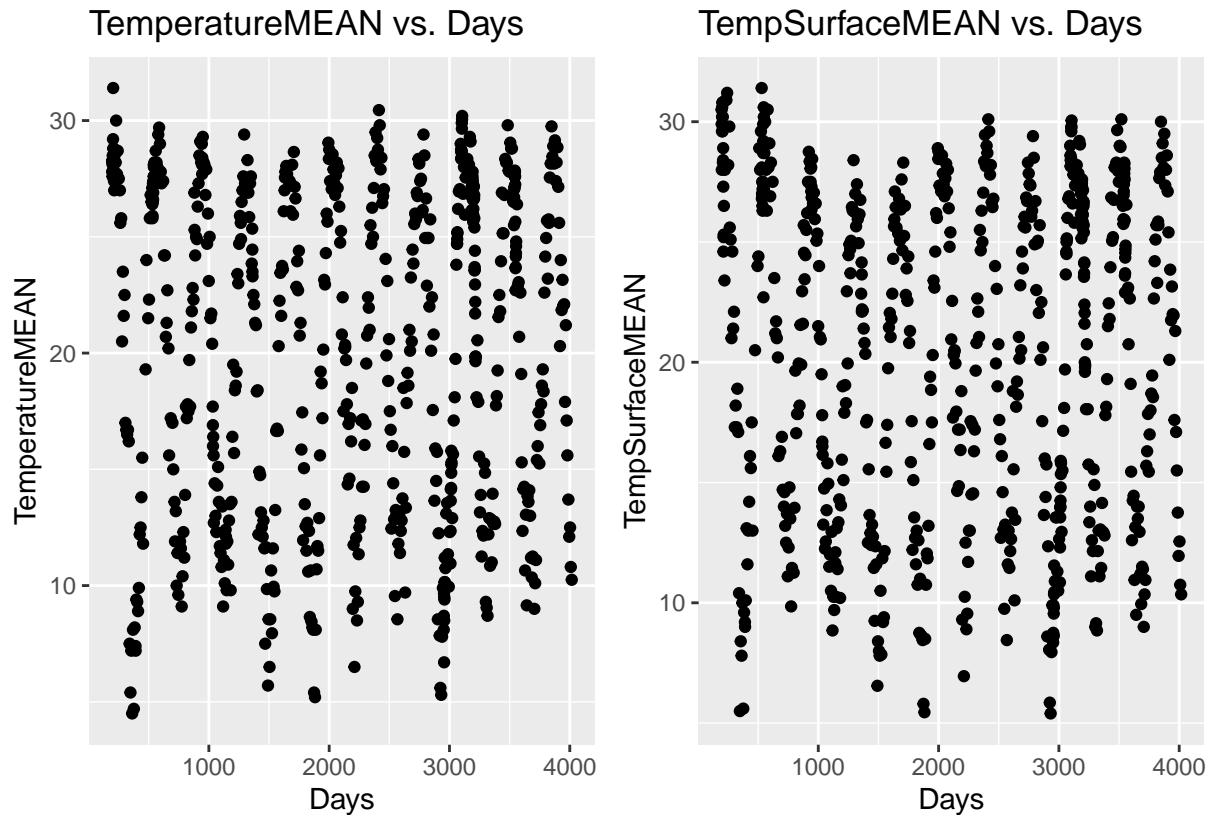 TemperatureMEAN vs. Days
TemperatureMEAN
30
20
10
1000
2000
3000
4000
Days
TempSurfaceMEAN vs. Days
TempSurfaceMEAN
30
20
10
1000
2000
3000
4000
Days